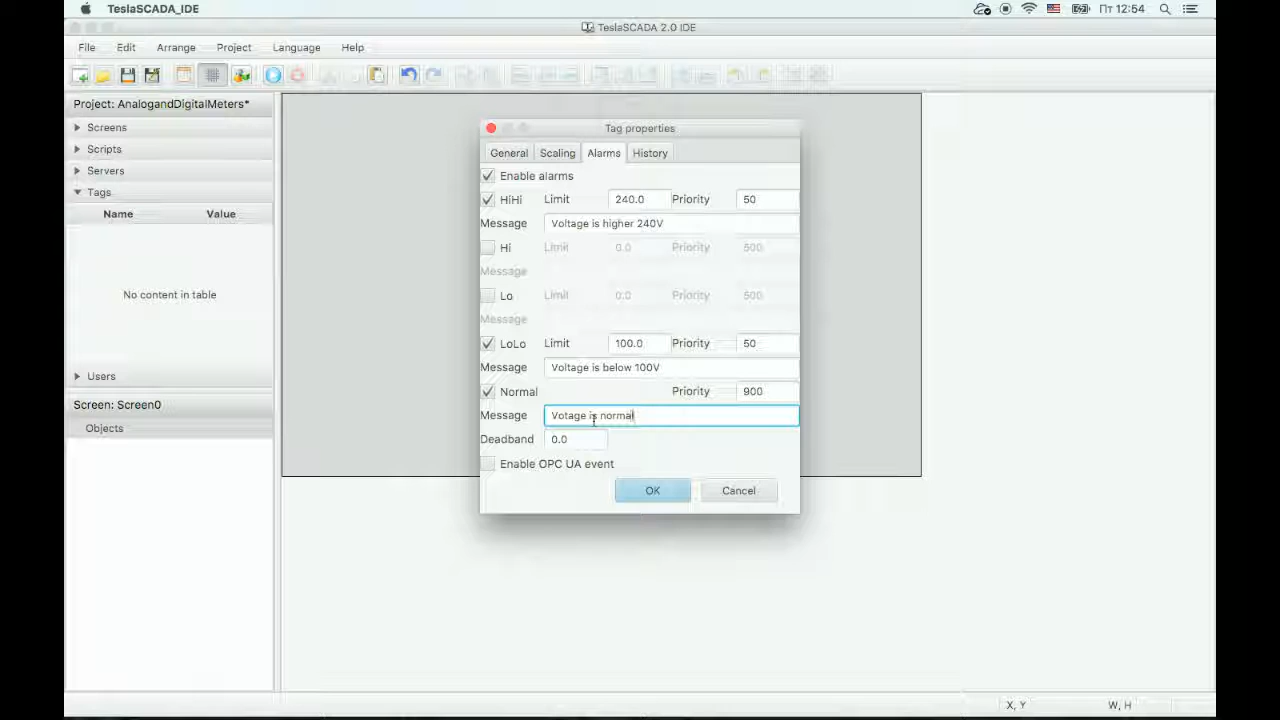 TeslaSCADA_IDE Пт 12:54
TeslaSCADA 2.0 IDE
File Edit Arrange Project Language Help
Project: AnalogandDigitalMeters*
Screens
Scripts
Servers
Tags
Name Value
No content in table
Users
Screen: Screen0
Objects
Tag properties
General Scaling Alarms History
Enable alarms
HiHi Limit 240.0 Priority 50
Message Voltage is higher 240V
Hi Limit 0.0 Priority 500
Message
Lo Limit 0.0 Priority 500
Message
LoLo Limit 100.0 Priority 50
Message Voltage is below 100V
Normal Priority 900
Message Votage is normal
Deadband 0.0
Enable OPC UA event
OK Cancel
X, Y W, H